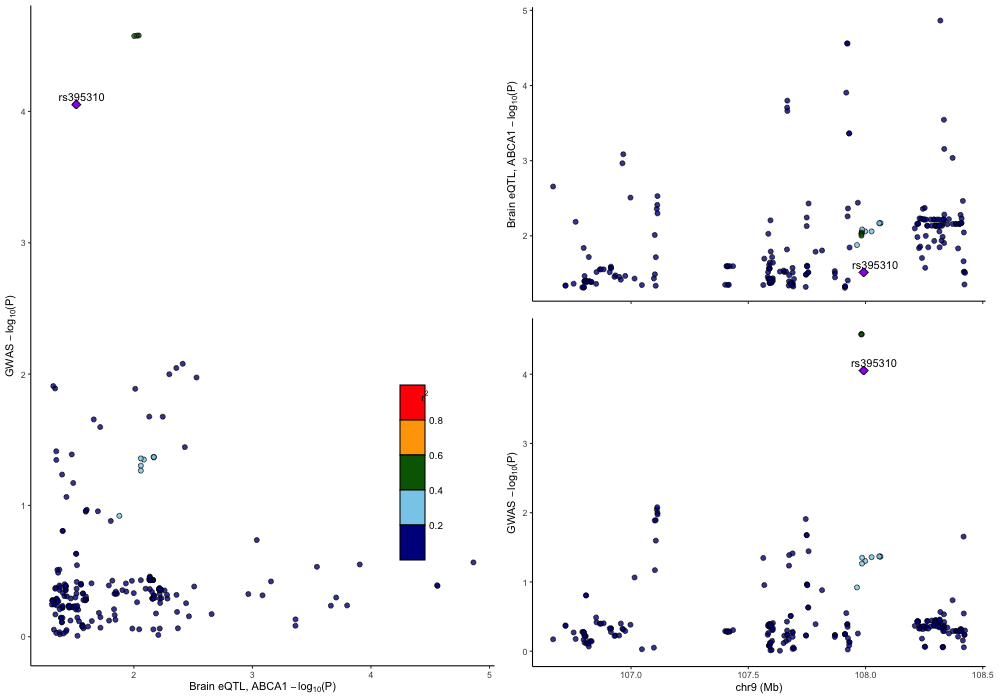 rs395310
4
3
2
1
0
GWAS −log10(P)
2
3
4
5
Brain eQTL, ABCA1 −log10(P)
r2
0.8
0.6
0.4
0.2
5
4
3
2
Brain eQTL, ABCA1 −log10(P)
rs395310
rs395310
4
3
2
1
0
GWAS −log10(P)
107.0
107.5
108.0
108.5
chr9 (Mb)